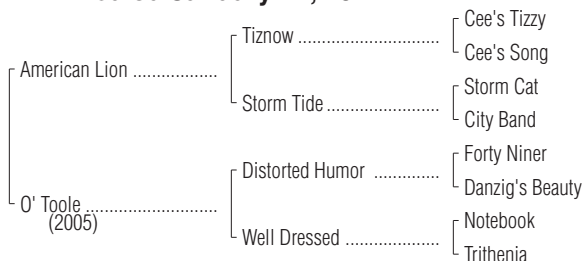 American Lion ..................
Tiznow ..............................
Cee's Tizzy
Cee's Song
Storm Tide ........................
Storm Cat
City Band
O' Toole ............................
(2005)
Distorted Humor ..............
Forty Niner
Danzig's Beauty
Well Dressed ....................
Notebook
Trithenia